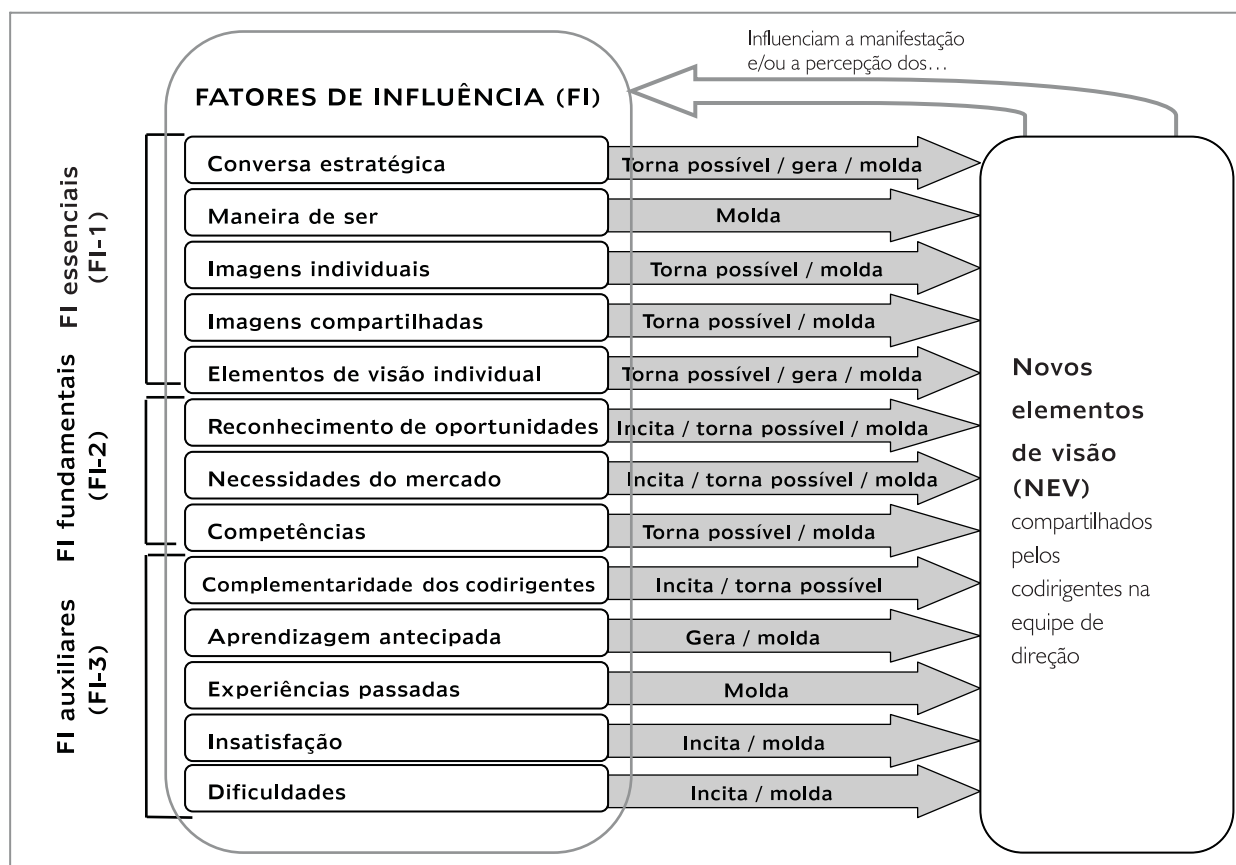 Influenciam a manifestação
e/ou a percepção dos…
FATORES DE INFLUÊNCIA (FI)
FI essenciais
(FI-1)
Conversa estratégica
Torna possível / gera / molda
Maneira de ser
Molda
Imagens individuais
Torna possível / molda
Imagens compartilhadas
Torna possível / molda
Elementos de visão individual
Torna possível / gera / molda
FI fundamentais
(FI-2)
Reconhecimento de oportunidades
Incita / torna possível / molda
Necessidades do mercado
Incita / torna possível / molda
Competências
Torna possível / molda
FI auxiliares
(FI-3)
Complementaridade dos codirigentes
Incita / torna possível
Aprendizagem antecipada
Gera / molda
Experiências passadas
Molda
Insatisfação
Incita / molda
Dificuldades
Incita / molda
Novos
elementos
de visão
(NEV)
compartilhados
pelos
codirigentes na
equipe de
direção